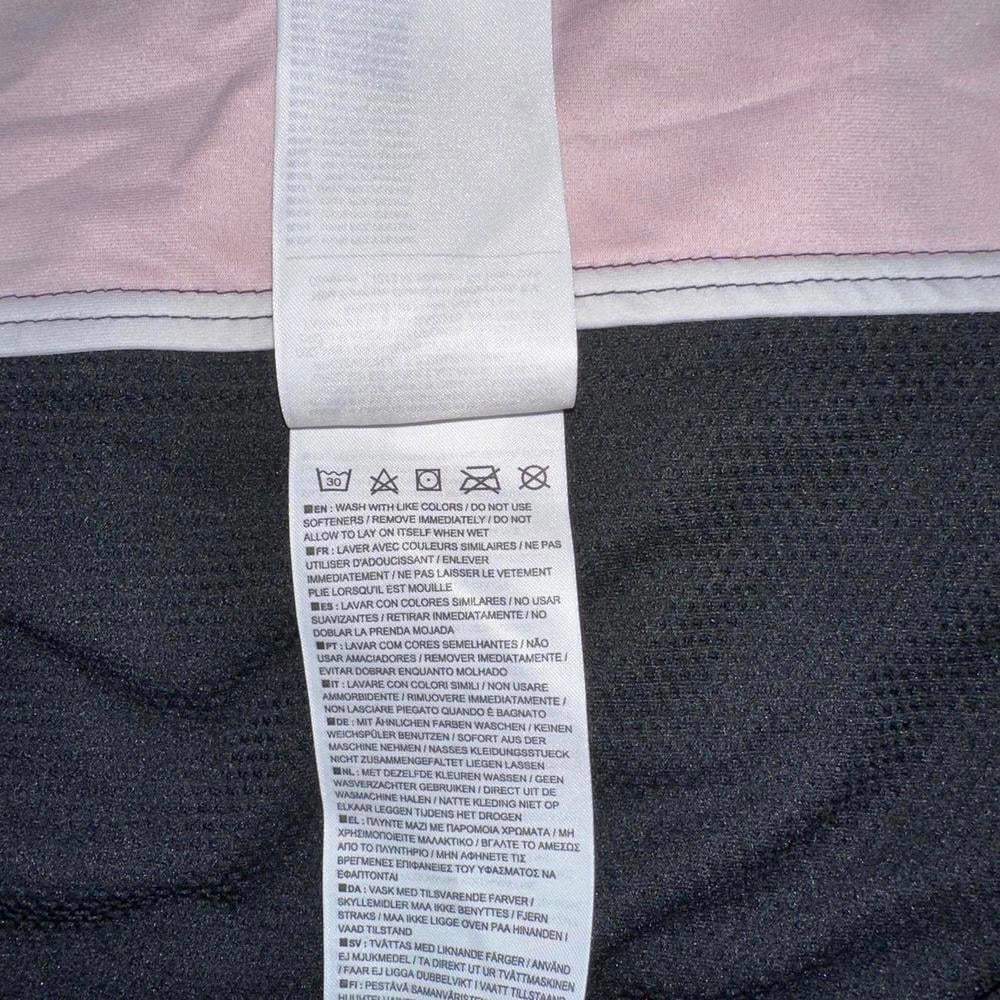 30
EN : WASH WITH LIKE COLORS / DO NOT USE
SOFTENERS / REMOVE IMMEDIATELY / DO NOT
ALLOW TO LAY ON ITSELF WHEN WET
FR : LAVER AVEC COULEURS SIMILAIRES / NE PAS
UTILISER D'ADOUCISSANT / ENLEVER
IMMEDIATEMENT / NE PAS LAISSER LE VETEMENT
PLIE LORSQU'IL EST MOUILLE
ES : LAVAR CON COLORES SIMILARES / NO USAR
SUAVIZANTES / RETIRAR INMEDIATAMENTE / NO
DOBLAR LA PRENDA MOJADA
PT : LAVAR COM CORES SEMELHANTES / NÃO
USAR AMACIADORES / REMOVER IMEDIATAMENTE /
EVITAR DOBRAR ENQUANTO MOLHADO
IT : LAVARE CON COLORI SIMILI / NON USARE
AMMORBIDENTE / RIMUOVERE IMMEDIATAMENTE /
NON LASCIARE PIEGATO QUANDO È BAGNATO
DE : MIT ÄHNLICHEN FARBEN WASCHEN / KEINEN
WEICHSPÜLER BENUTZEN / SOFORT AUS DER
MASCHINE NEHMEN / NASSES KLEIDUNGSSTUECK
NICHT ZUSAMMENGEFALTET LIEGEN LASSEN
NL : MET DEZELFDE KLEUREN WASSEN / GEEN
WASVERZACHTER GEBRUIKEN / DIRECT UIT DE
WASMACHINE HALEN / NATTE KLEDING NIET OP
ELKAAR LEGGEN TIJDENS HET DROGEN
EL : ΠΛΥΝΤΕ ΜΑΖΙ ΜΕ ΠΑΡΟΜΟΙΑ ΧΡΩΜΑΤΑ / ΜΗ
ΧΡΗΣΙΜΟΠΟΙΕΙΤΕ ΜΑΛΑΚΤΙΚΟ / ΒΓΑΛΤΕ ΤΟ ΑΜΕΣΩΣ
ΑΠΟ ΤΟ ΠΛΥΝΤΗΡΙΟ / ΜΗΝ ΑΦΗΝΕΤΕ ΤΙΣ
ΒΡΕΓΜΕΝΕΣ ΕΠΙΦΑΝΕΙΕΣ ΤΟΥ ΥΦΑΣΜΑΤΟΣ ΝΑ
ΕΦΑΠΤΟΝΤΑΙ
DA : VASK MED TILSVARENDE FARVER /
SKYLLEMIDLER MAA IKKE BENYTTES / FJERN
STRAKS / MAA IKKE LIGGE OVEN PAA HINANDEN I
VAAD TILSTAND
SV : TVÄTTAS MED LIKNANDE FÄRGER / ANVÄND
EJ MJUKMEDEL / TA DIREKT UT UR TVÄTTMASKINEN
/ FAAR EJ LIGGA DUBBELVIKT I VAATT TILLSTAAND
FI : PESTÄVÄ SAMANVÄRISTEN